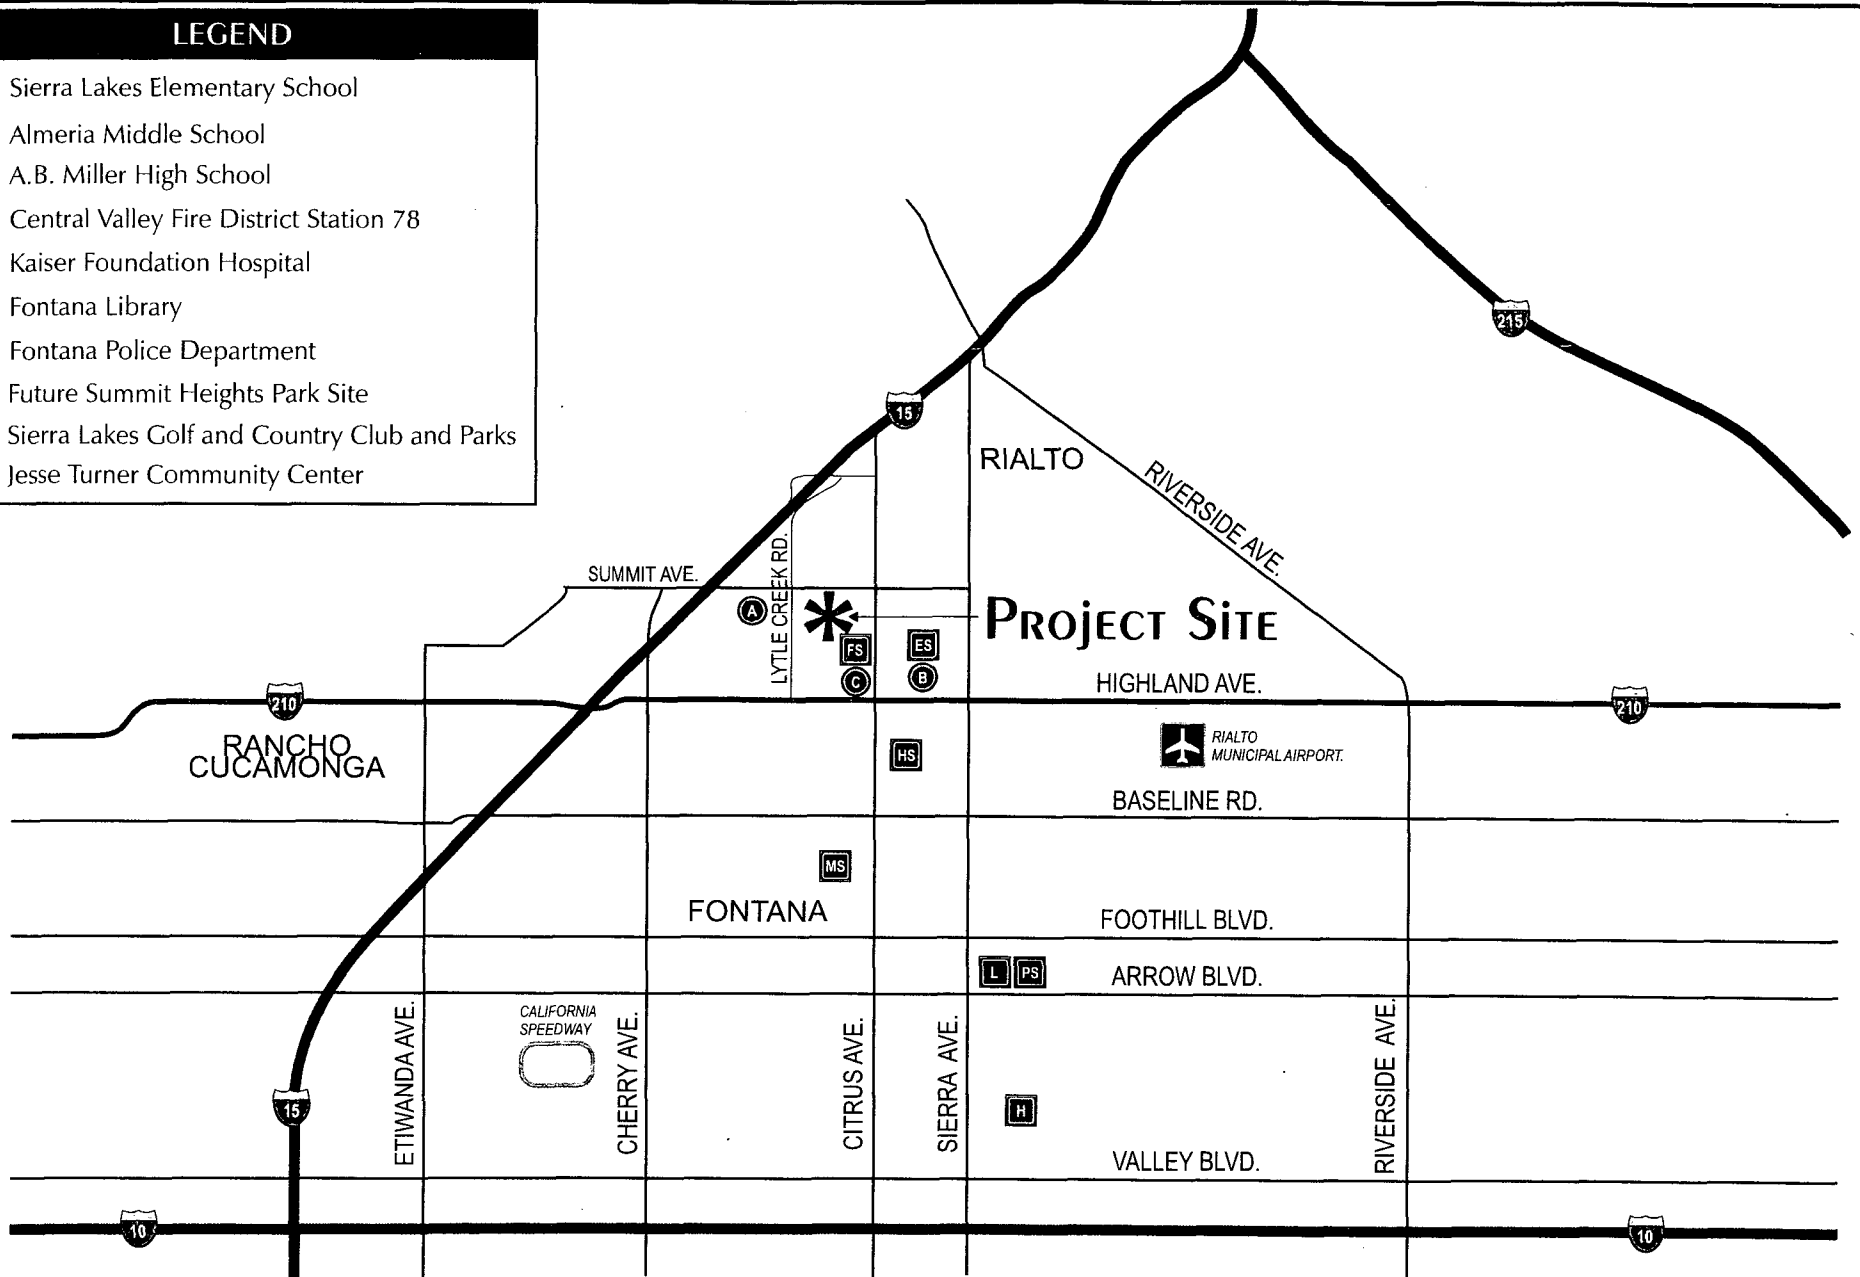 LEGEND
Sierra Lakes Elementary School
Almeria Middle School
A.B. Miller High School
Central Valley Fire District Station 78
Kaiser Foundation Hospital
Fontana Library
Fontana Police Department
Future Summit Heights Park Site
Sierra Lakes Golf and Country Club and Parks
Jesse Turner Community Center
215
15
RIALTO
RIVERSIDE AVE.
SUMMIT AVE.
LYTLE CREEK RD.
A
PROJECT SITE
FS
ES
C
B
HIGHLAND AVE.
210
210
RANCHO
CUCAMONGA
HS
RIALTO
MUNICIPAL AIRPORT.
BASELINE RD.
MS
FONTANA
FOOTHILL BLVD.
L
PS
ARROW BLVD.
CALIFORNIA
SPEEDWAY
ETIWANDA AVE.
CHERRY AVE.
CITRUS AVE.
SIERRA AVE.
RIVERSIDE AVE.
15
H
VALLEY BLVD.
10
10